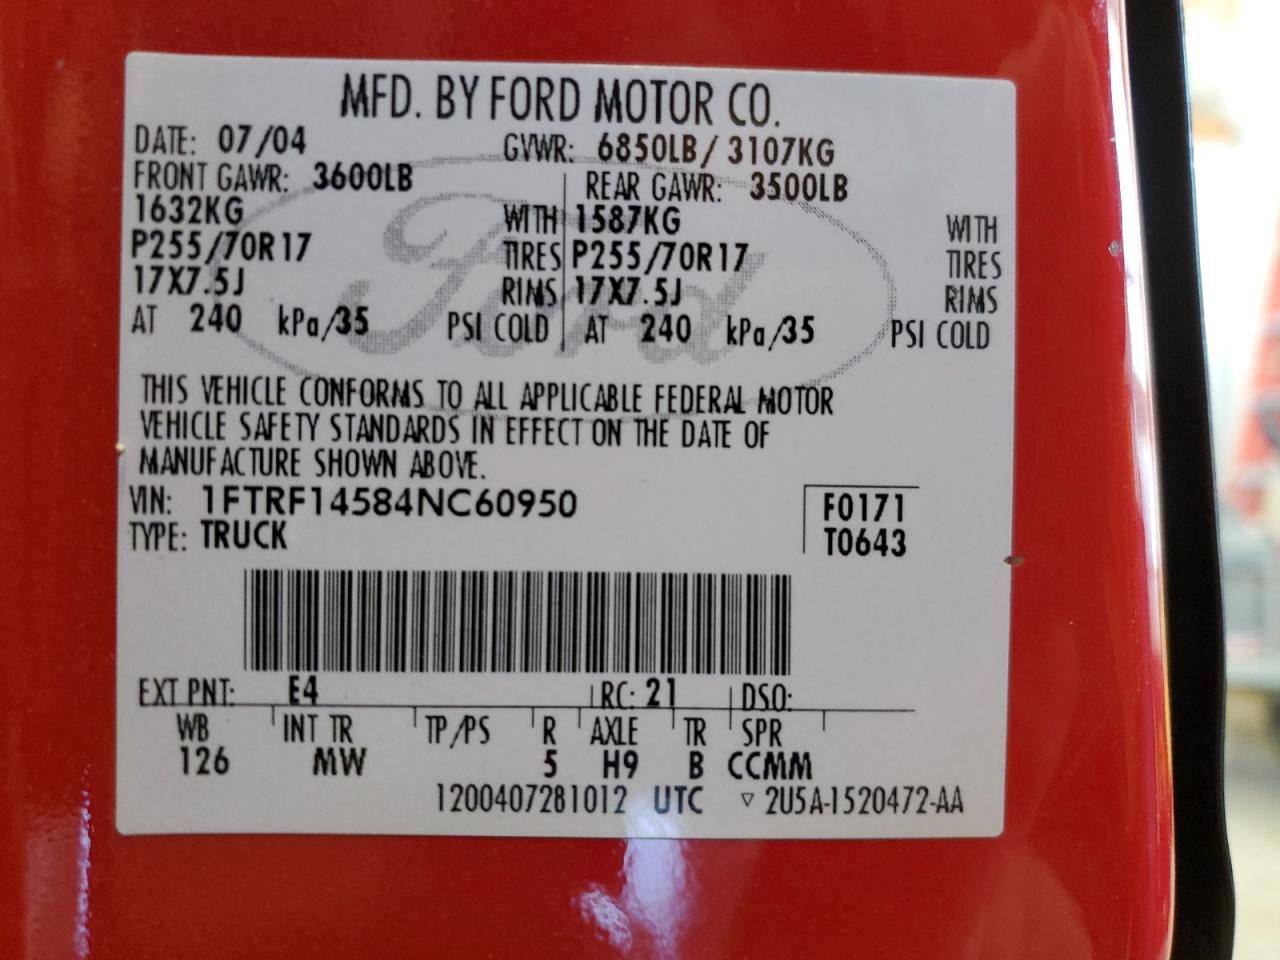 MFD. BY FORD MOTOR CO.
DATE: 07/04 GVWR: 6850LB/ 3107KG
FRONT GAWR: 3600LB REAR GAWR: 3500LB
1632KG WITH 1587KG WITH
P255/70R17 TIRES P255/70R17 TIRES
17X7.5J RIMS 17X7.5J RIMS
AT 240 kPa/35 PSI COLD AT 240 kPa/35 PSI COLD
Ford
THIS VEHICLE CONFORMS TO ALL APPLICABLE FEDERAL MOTOR
VEHICLE SAFETY STANDARDS IN EFFECT ON THE DATE OF
MANUFACTURE SHOWN ABOVE.
VIN: 1FTRF14584NC60950 F0171
TYPE: TRUCK T0643
EXT PNT: E4 RC: 21 DSO:
WB INT TR TP/PS R AXLE TR SPR
126 MW 5 H9 B CCMM
1200407281012 UTC ▽ 2U5A-1520472-AA